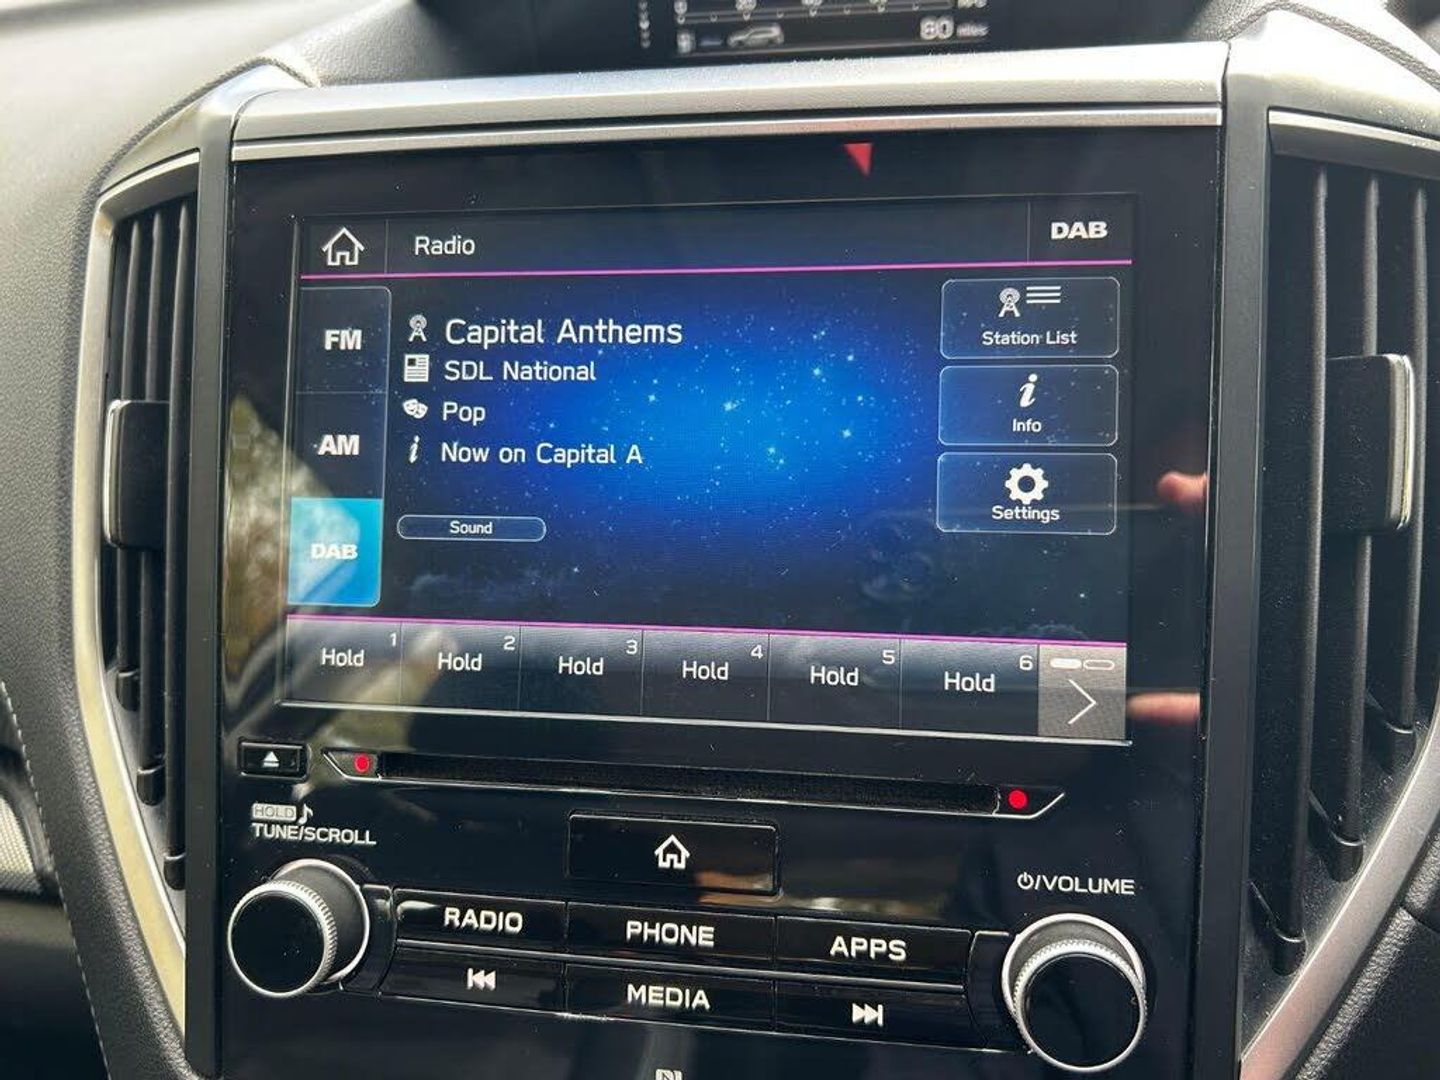 80 miles
Radio
DAB
FM
Capital Anthems
Station List
SDL National
Pop
Info
AM
Now on Capital A
Settings
Sound
DAB
1 2 3 4 5 6
Hold Hold Hold Hold Hold Hold
HOLD
TUNE/SCROLL
/VOLUME
RADIO PHONE APPS
MEDIA